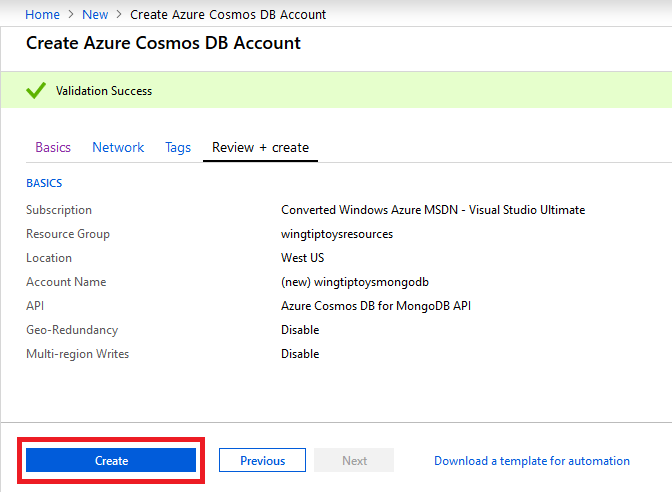 Home > New > Create Azure Cosmos DB Account
Create Azure Cosmos DB Account
Validation Success
Basics Network Tags Review + create
BASICS
Subscription Converted Windows Azure MSDN - Visual Studio Ultimate
Resource Group wingtiptoysresources
Location West US
Account Name (new) wingtiptoysmongodb
API Azure Cosmos DB for MongoDB API
Geo-Redundancy Disable
Multi-region Writes Disable
Create Previous Next Download a template for automation